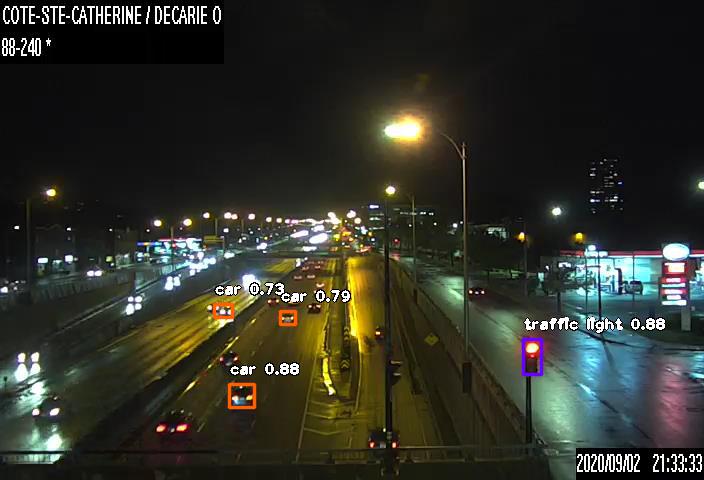 COTE-STE-CATHERINE / DECARIE O
88-240 *
car 0.73
car 0.79
traffic light 0.88
car 0.88
2020/09/02 21:33:33